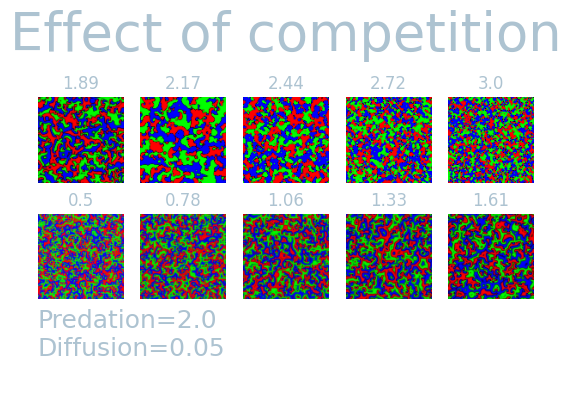 Effect of competition
1.89 2.17 2.44 2.72 3.0
0.5 0.78 1.06 1.33 1.61
Predation=2.0
Diffusion=0.05